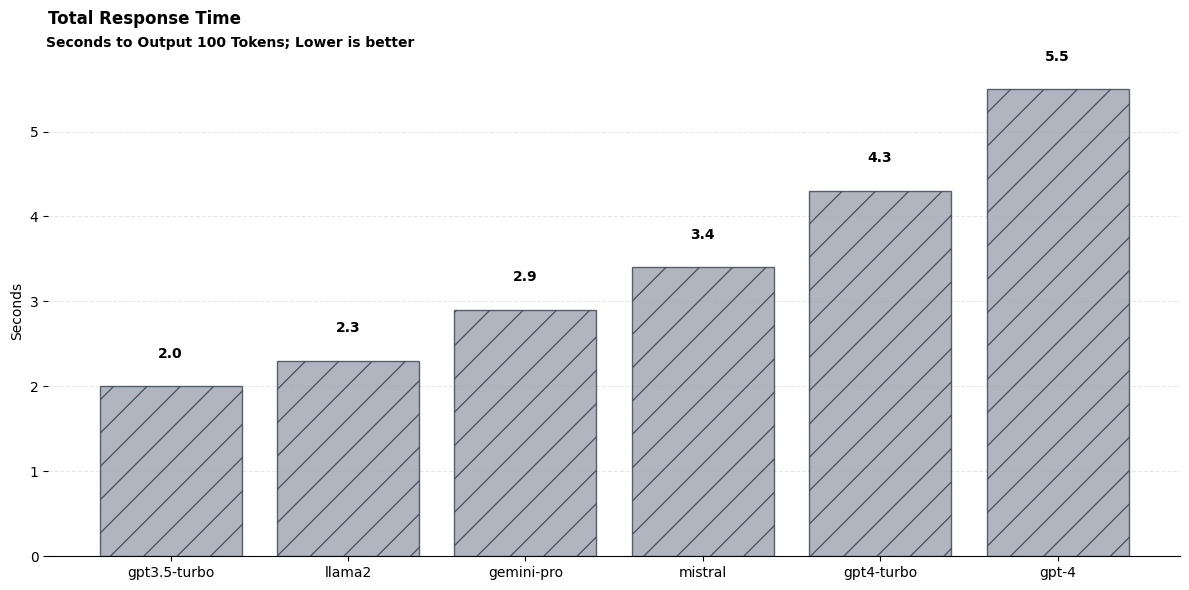 Total Response Time
Seconds to Output 100 Tokens; Lower is better
5.5
4.3
3.4
2.9
2.3
2.0
Seconds
5
4
3
2
1
0
gpt3.5-turbo
llama2
gemini-pro
mistral
gpt4-turbo
gpt-4